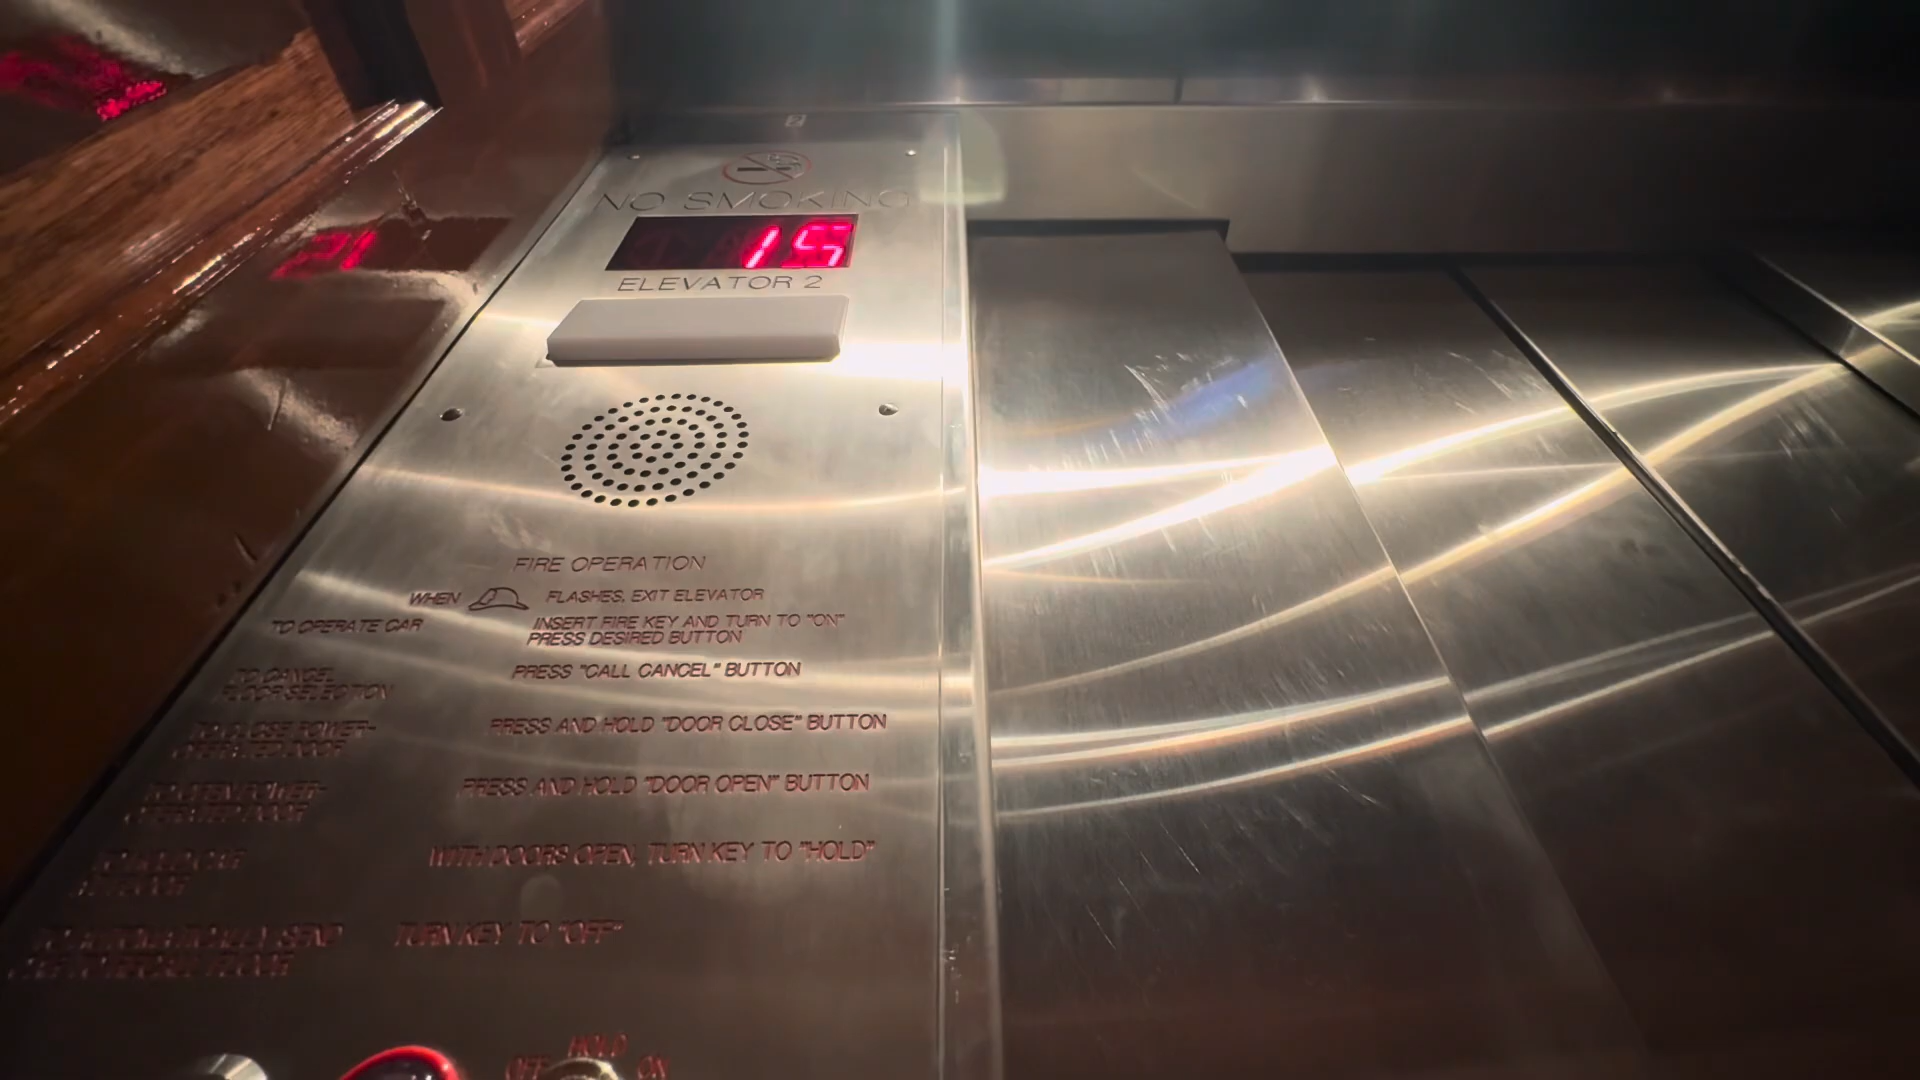 NO SMOKING
15
ELEVATOR 2
FIRE OPERATION
WHEN FLASHES, EXIT ELEVATOR
TO OPERATE CAR INSERT FIRE KEY AND TURN TO "ON"
PRESS DESIRED BUTTON
TO CANCEL
FLOOR SELECTION
PRESS "CALL CANCEL" BUTTON
TO CLOSE POWER-
OPERATED DOOR
PRESS AND HOLD "DOOR CLOSE" BUTTON
TO OPEN POWER-
OPERATED DOOR
PRESS AND HOLD "DOOR OPEN" BUTTON
WITH DOORS OPEN, TURN KEY TO "HOLD"
TO AUTOMATICALLY SEND
TURN KEY TO "OFF"
OFF HOLD ON